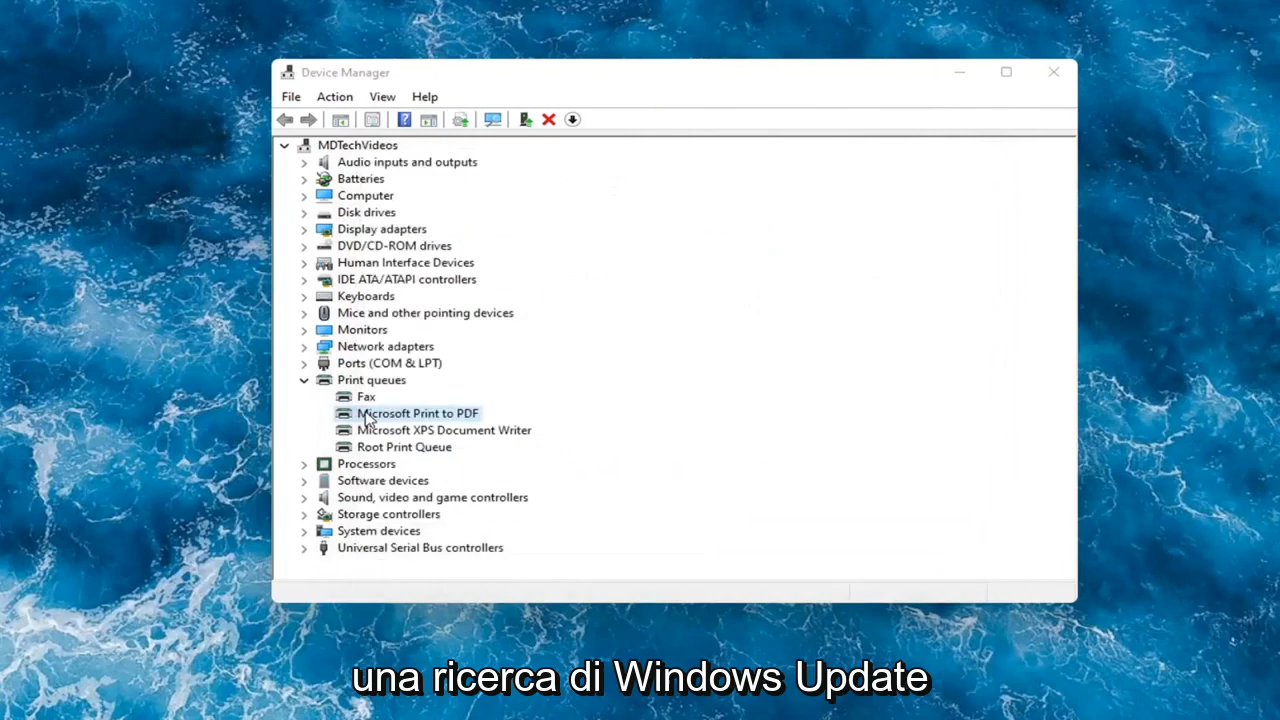 Device Manager
File Action View Help
MDTechVideos
Audio inputs and outputs
Batteries
Computer
Disk drives
Display adapters
DVD/CD-ROM drives
Human Interface Devices
IDE ATA/ATAPI controllers
Keyboards
Mice and other pointing devices
Monitors
Network adapters
Ports (COM & LPT)
Print queues
Fax
Microsoft Print to PDF
Microsoft XPS Document Writer
Root Print Queue
Processors
Software devices
Sound, video and game controllers
Storage controllers
System devices
Universal Serial Bus controllers
una ricerca di Windows Update